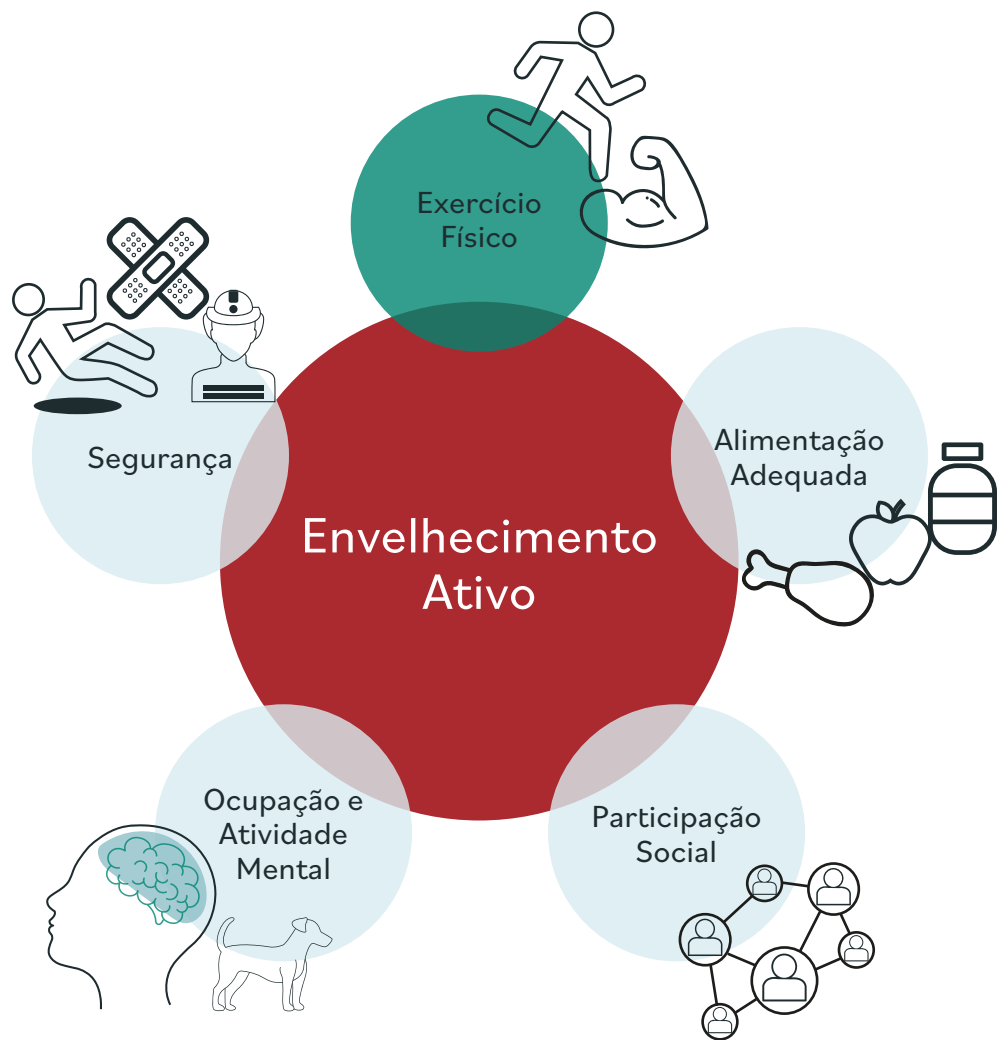 Exercício
Físico
Segurança
Alimentação
Adequada
Envelhecimento
Ativo
Ocupação e
Atividade
Mental
Participação
Social